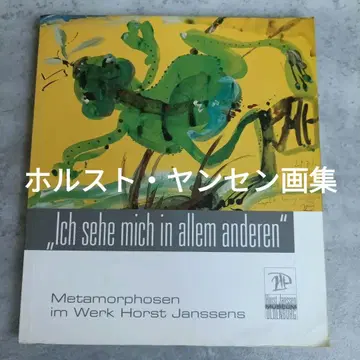 ホルスト・ヤンセン画集
„Ich sehe mich in allem anderen“
Metamorphosen
im Werk Horst Janssens